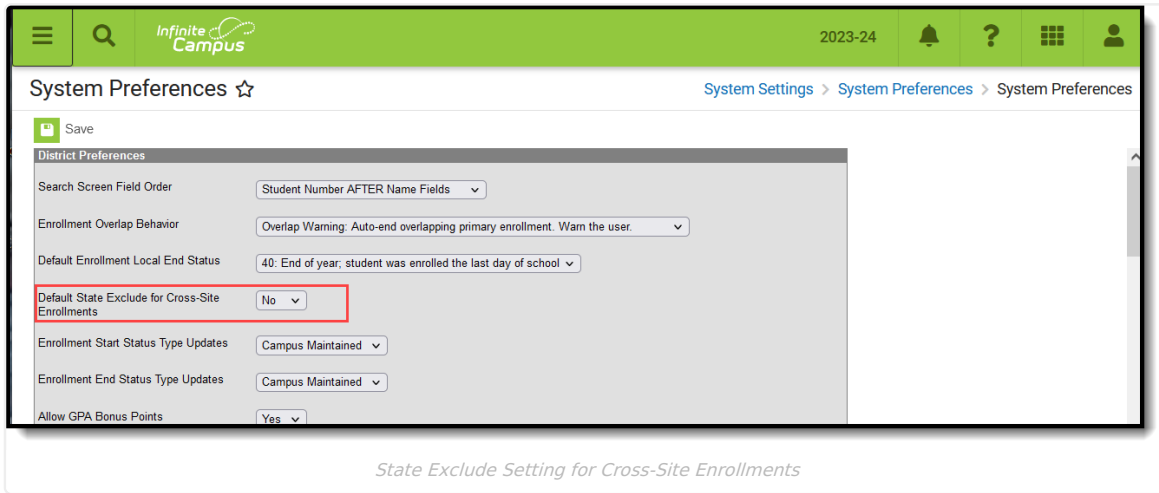 Infinite
Campus
2023-24
System Preferences
System Settings > System Preferences > System Preferences
Save
District Preferences
Search Screen Field Order
Student Number AFTER Name Fields
Enrollment Overlap Behavior
Overlap Warning: Auto-end overlapping primary enrollment. Warn the user.
Default Enrollment Local End Status
40: End of year; student was enrolled the last day of school
Default State Exclude for Cross-Site
Enrollments
No
Enrollment Start Status Type Updates
Campus Maintained
Enrollment End Status Type Updates
Campus Maintained
Allow GPA Bonus Points
Yes
State Exclude Setting for Cross-Site Enrollments